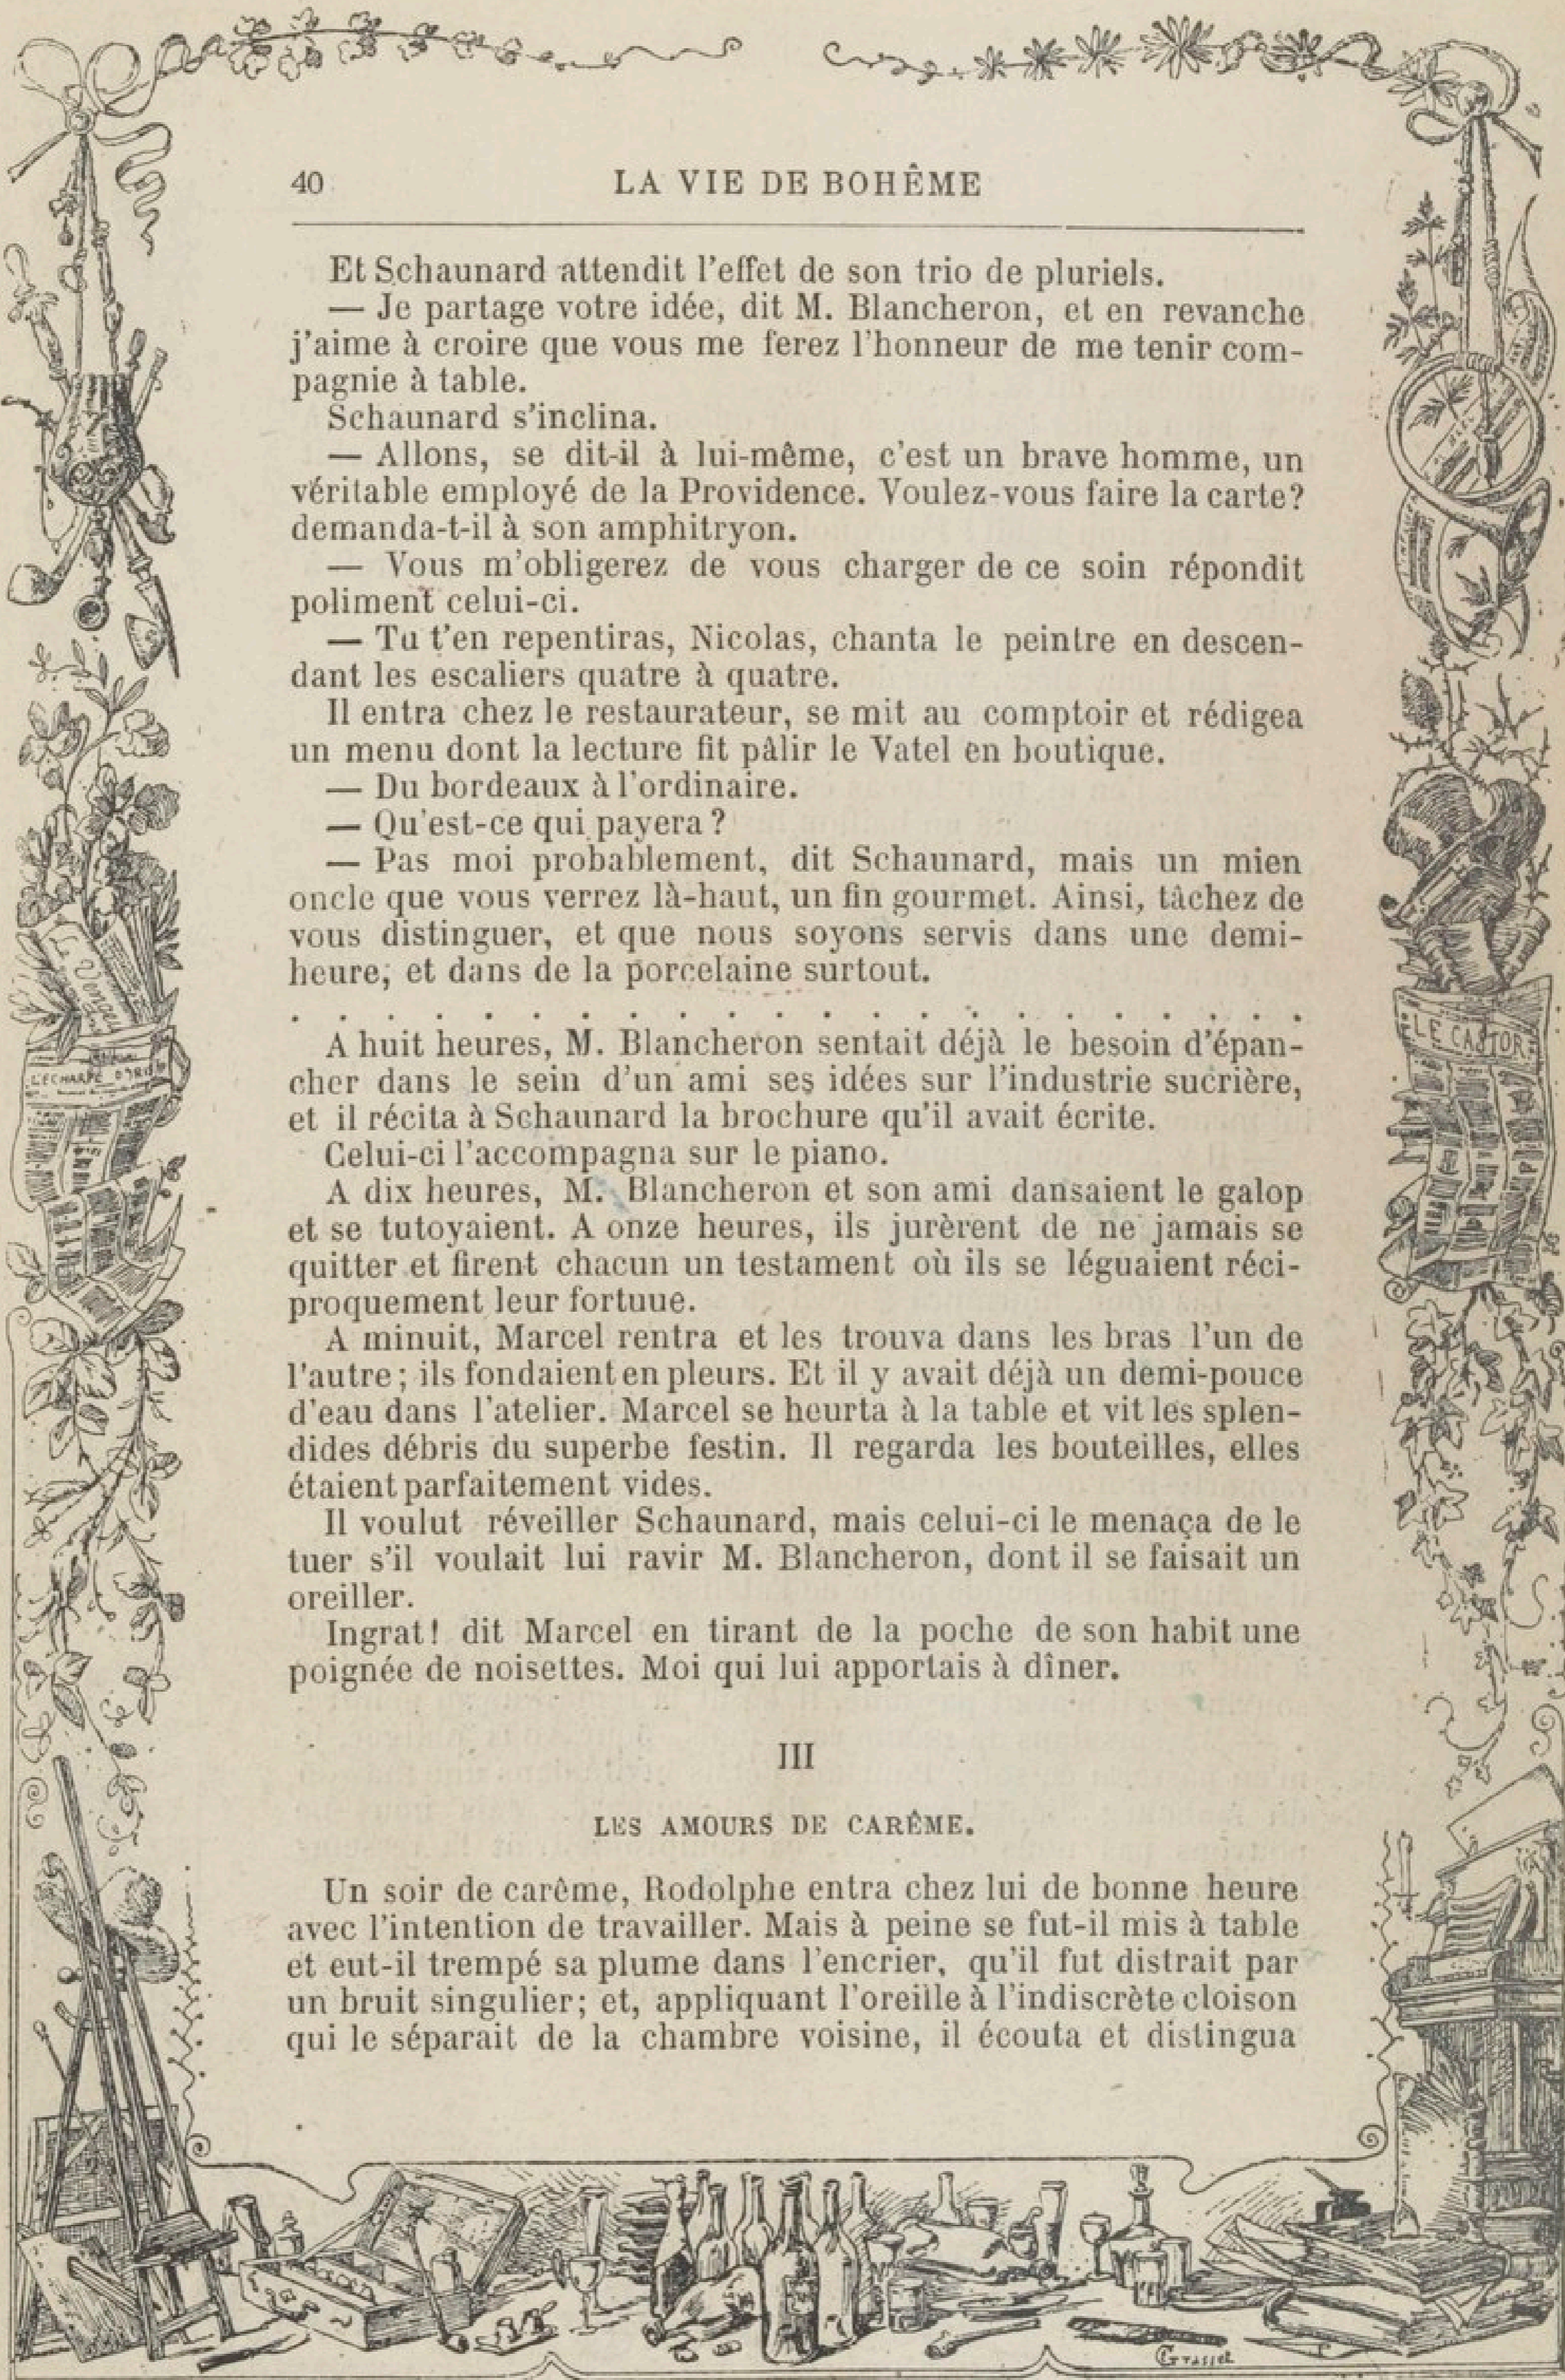 40 LA VIE DE BOHÊME
Et Schaunard attendit l'effet de son trio de pluriels.
— Je partage votre idée, dit M. Blancheron, et en revanche
j'aime à croire que vous me ferez l'honneur de me tenir com-
pagnie à table.
Schaunard s'inclina.
— Allons, se dit-il à lui-même, c'est un brave homme, un
véritable employé de la Providence. Voulez-vous faire la carte?
demanda-t-il à son amphitryon.
— Vous m'obligerez de vous charger de ce soin répondit
poliment celui-ci.
— Tu t'en repentiras, Nicolas, chanta le peintre en descen-
dant les escaliers quatre à quatre.
Il entra chez le restaurateur, se mit au comptoir et rédigea
un menu dont la lecture fit pâlir le Vatel en boutique.
— Du bordeaux à l'ordinaire.
— Qu'est-ce qui payera ?
— Pas moi probablement, dit Schaunard, mais un mien
oncle que vous verrez là-haut, un fin gourmet. Ainsi, tâchez de
vous distinguer, et que nous soyons servis dans une demi-
heure, et dans de la porcelaine surtout.
. . . . . . . . . . . . . . . . . . . . .
A huit heures, M. Blancheron sentait déjà le besoin d'épan-
cher dans le sein d'un ami ses idées sur l'industrie sucrière,
et il récita à Schaunard la brochure qu'il avait écrite.
Celui-ci l'accompagna sur le piano.
A dix heures, M. Blancheron et son ami dansaient le galop
et se tutoyaient. A onze heures, ils jurèrent de ne jamais se
quitter et firent chacun un testament où ils se léguaient réci-
proquement leur fortuue.
A minuit, Marcel rentra et les trouva dans les bras l'un de
l'autre ; ils fondaient en pleurs. Et il y avait déjà un demi-pouce
d'eau dans l'atelier. Marcel se heurta à la table et vit les splen-
dides débris du superbe festin. Il regarda les bouteilles, elles
étaient parfaitement vides.
Il voulut réveiller Schaunard, mais celui-ci le menaça de le
tuer s'il voulait lui ravir M. Blancheron, dont il se faisait un
oreiller.
Ingrat! dit Marcel en tirant de la poche de son habit une
poignée de noisettes. Moi qui lui apportais à dîner.
III
LES AMOURS DE CARÊME.
Un soir de carême, Rodolphe entra chez lui de bonne heure
avec l'intention de travailler. Mais à peine se fut-il mis à table
et eut-il trempé sa plume dans l'encrier, qu'il fut distrait par
un bruit singulier; et, appliquant l'oreille à l'indiscrète cloison
qui le séparait de la chambre voisine, il écouta et distingua
L'ECHARPE D'IRIS
LE CASTOR
Grasset